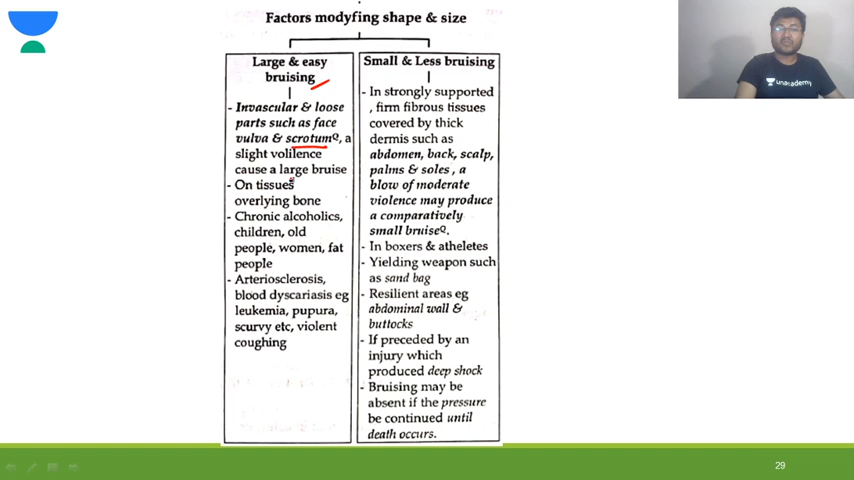 Factors modyfing shape & size
Large & easy
bruising
- Invascular & loose
parts such as face
vulva & scrotumQ, a
slight volilence
cause a large bruise
- On tissues
overlying bone
- Chronic alcoholics,
children, old
people, women, fat
people
- Arteriosclerosis,
blood dyscariasis eg
leukemia, pupura,
scurvy etc, violent
coughing
Small & Less bruising
- In strongly supported
, firm fibrous tissues
covered by thick
dermis such as
abdomen, back, scalp,
palms & soles, a
blow of moderate
violence may produce
a comparatively
small bruiseQ.
- In boxers & atheletes
- Yielding weapon such
as sand bag
- Resilient areas eg
abdominal wall &
buttocks
- If preceded by an
injury which
produced deep shock
- Bruising may be
absent if the pressure
be continued until
death occurs.
unacademy
29